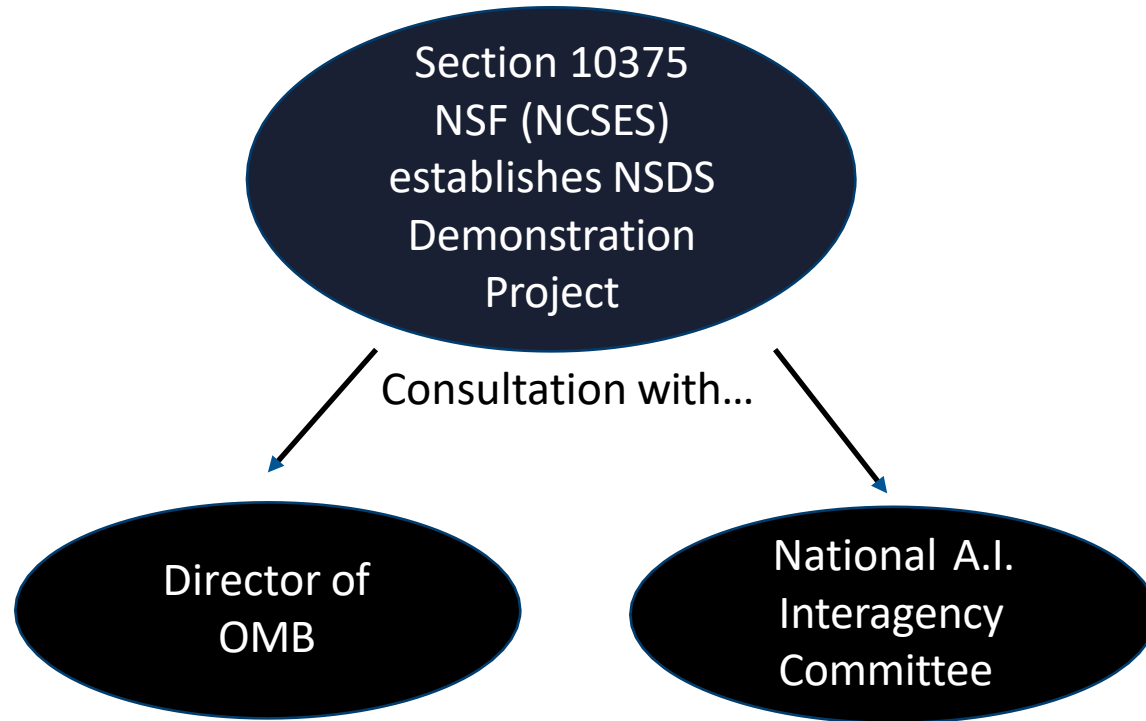 Section 10375
NSF (NCSES)
establishes NSDS
Demonstration
Project
Consultation with…
Director of
OMB
National A.I.
Interagency
Committee